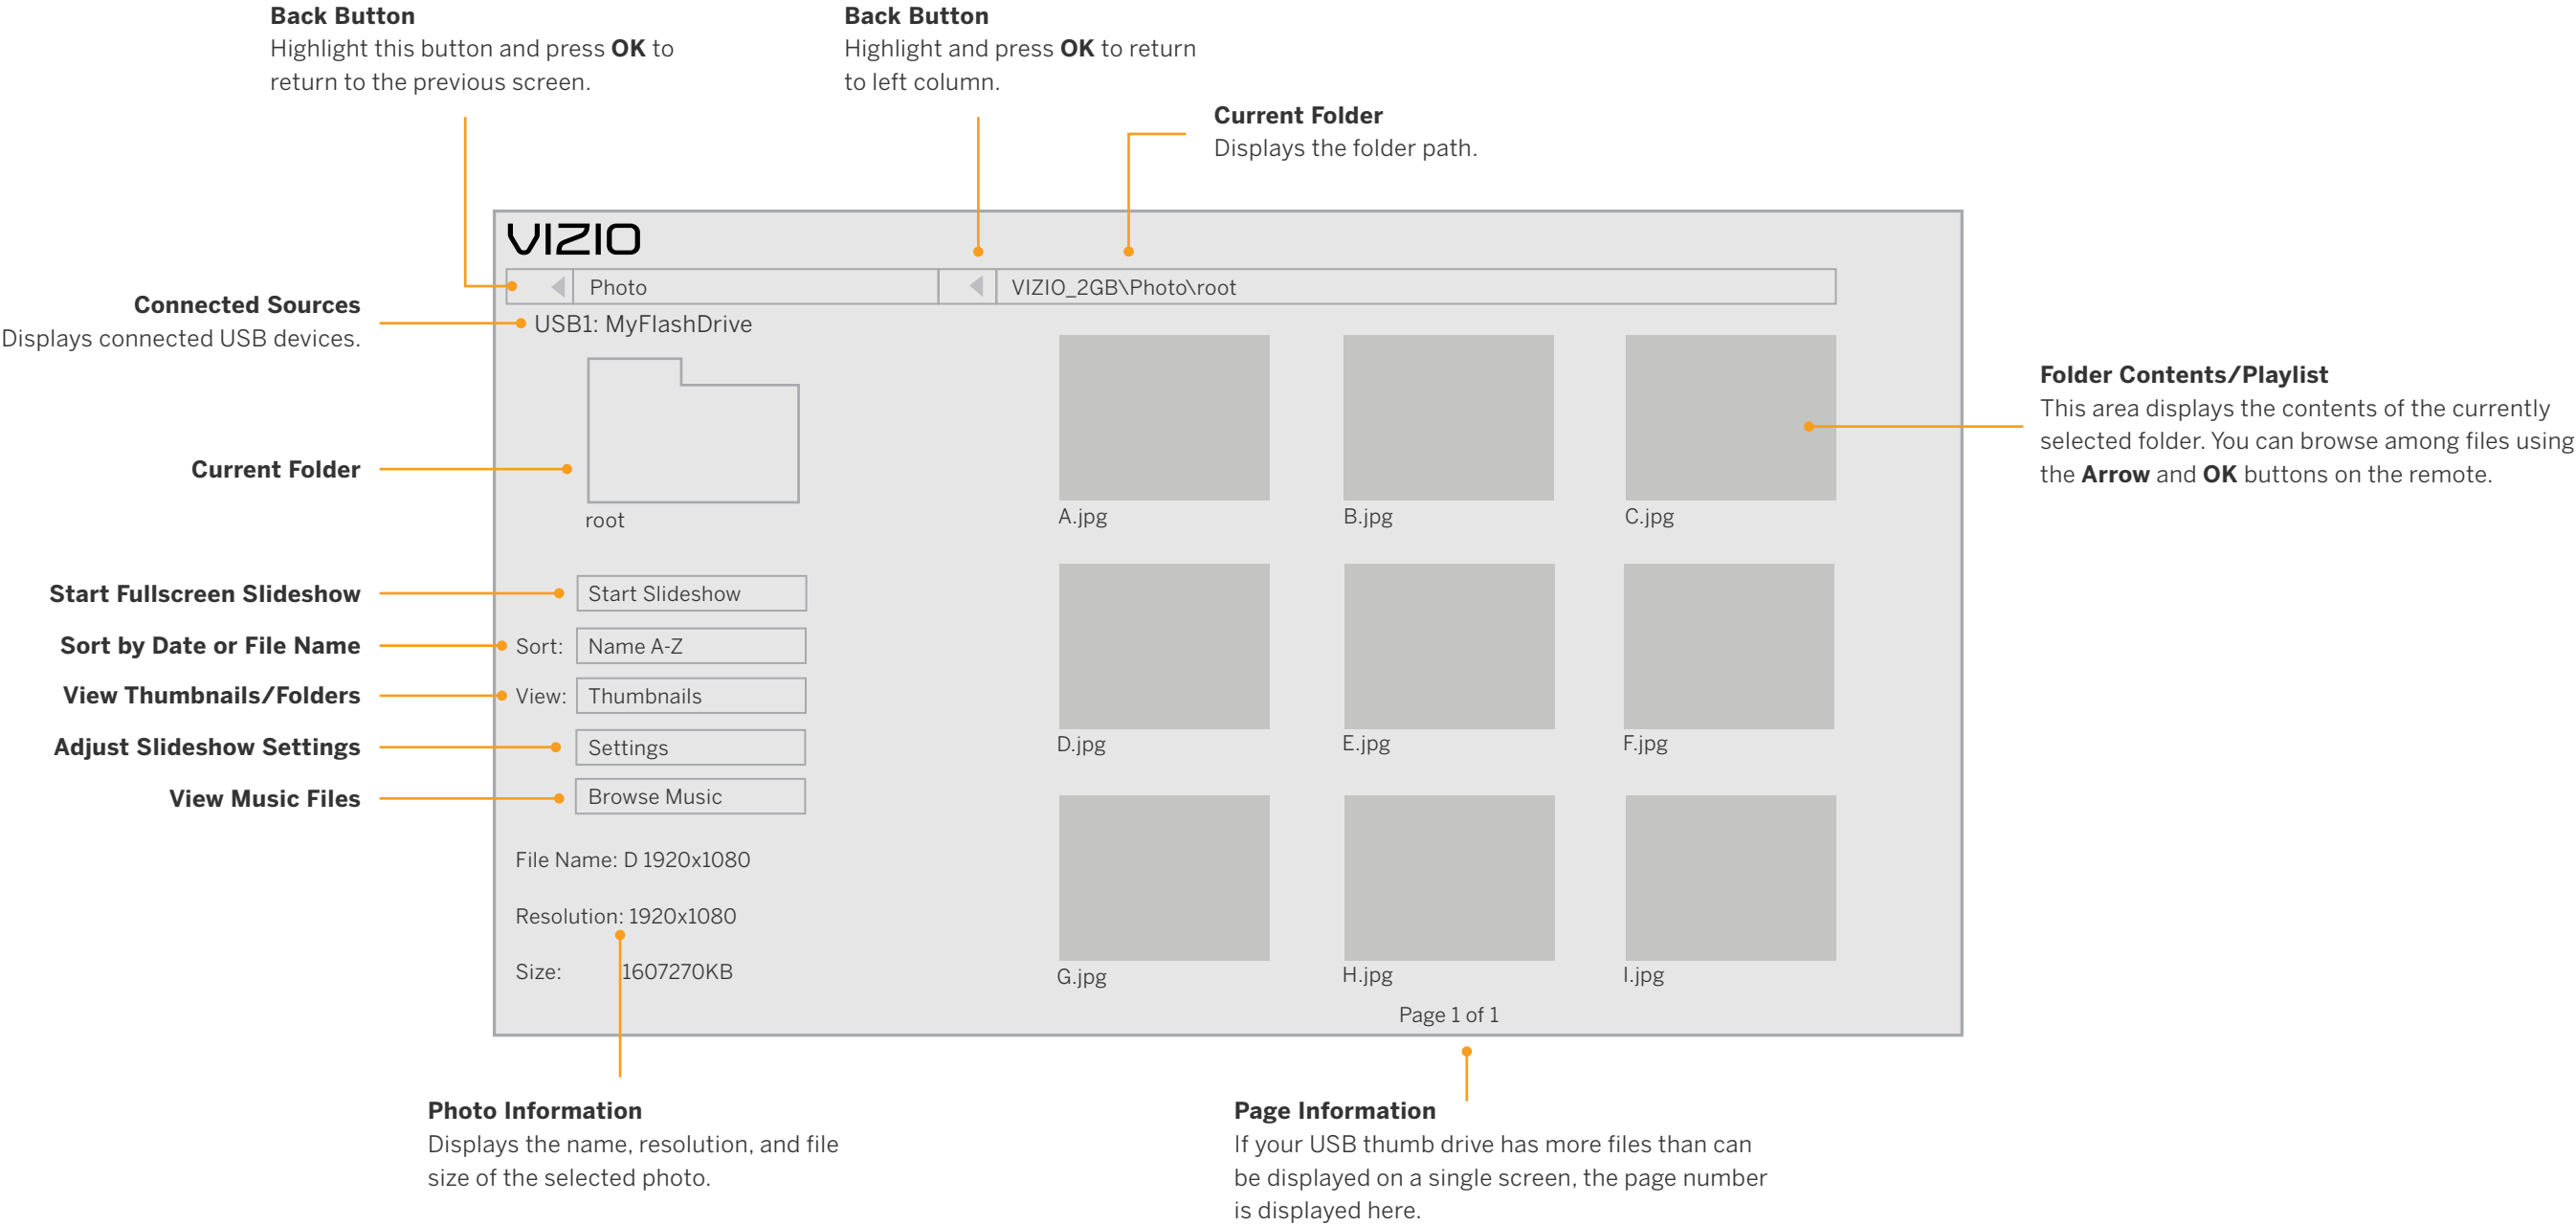 Back Button
Highlight this button and press OK to
return to the previous screen.
Back Button
Highlight and press OK to return
to left column.
Current Folder
Displays the folder path.
VIZIO
Photo
VIZIO_2GB\Photo\root
Connected Sources
Displays connected USB devices.
USB1: MyFlashDrive
Current Folder
root
Start Fullscreen Slideshow
Start Slideshow
Sort by Date or File Name
Sort: Name A-Z
View Thumbnails/Folders
View: Thumbnails
Adjust Slideshow Settings
Settings
View Music Files
Browse Music
File Name: D 1920x1080
Resolution: 1920x1080
Size: 1607270KB
A.jpg
B.jpg
C.jpg
D.jpg
E.jpg
F.jpg
G.jpg
H.jpg
I.jpg
Page 1 of 1
Folder Contents/Playlist
This area displays the contents of the currently
selected folder. You can browse among files using
the Arrow and OK buttons on the remote.
Photo Information
Displays the name, resolution, and file
size of the selected photo.
Page Information
If your USB thumb drive has more files than can
be displayed on a single screen, the page number
is displayed here.